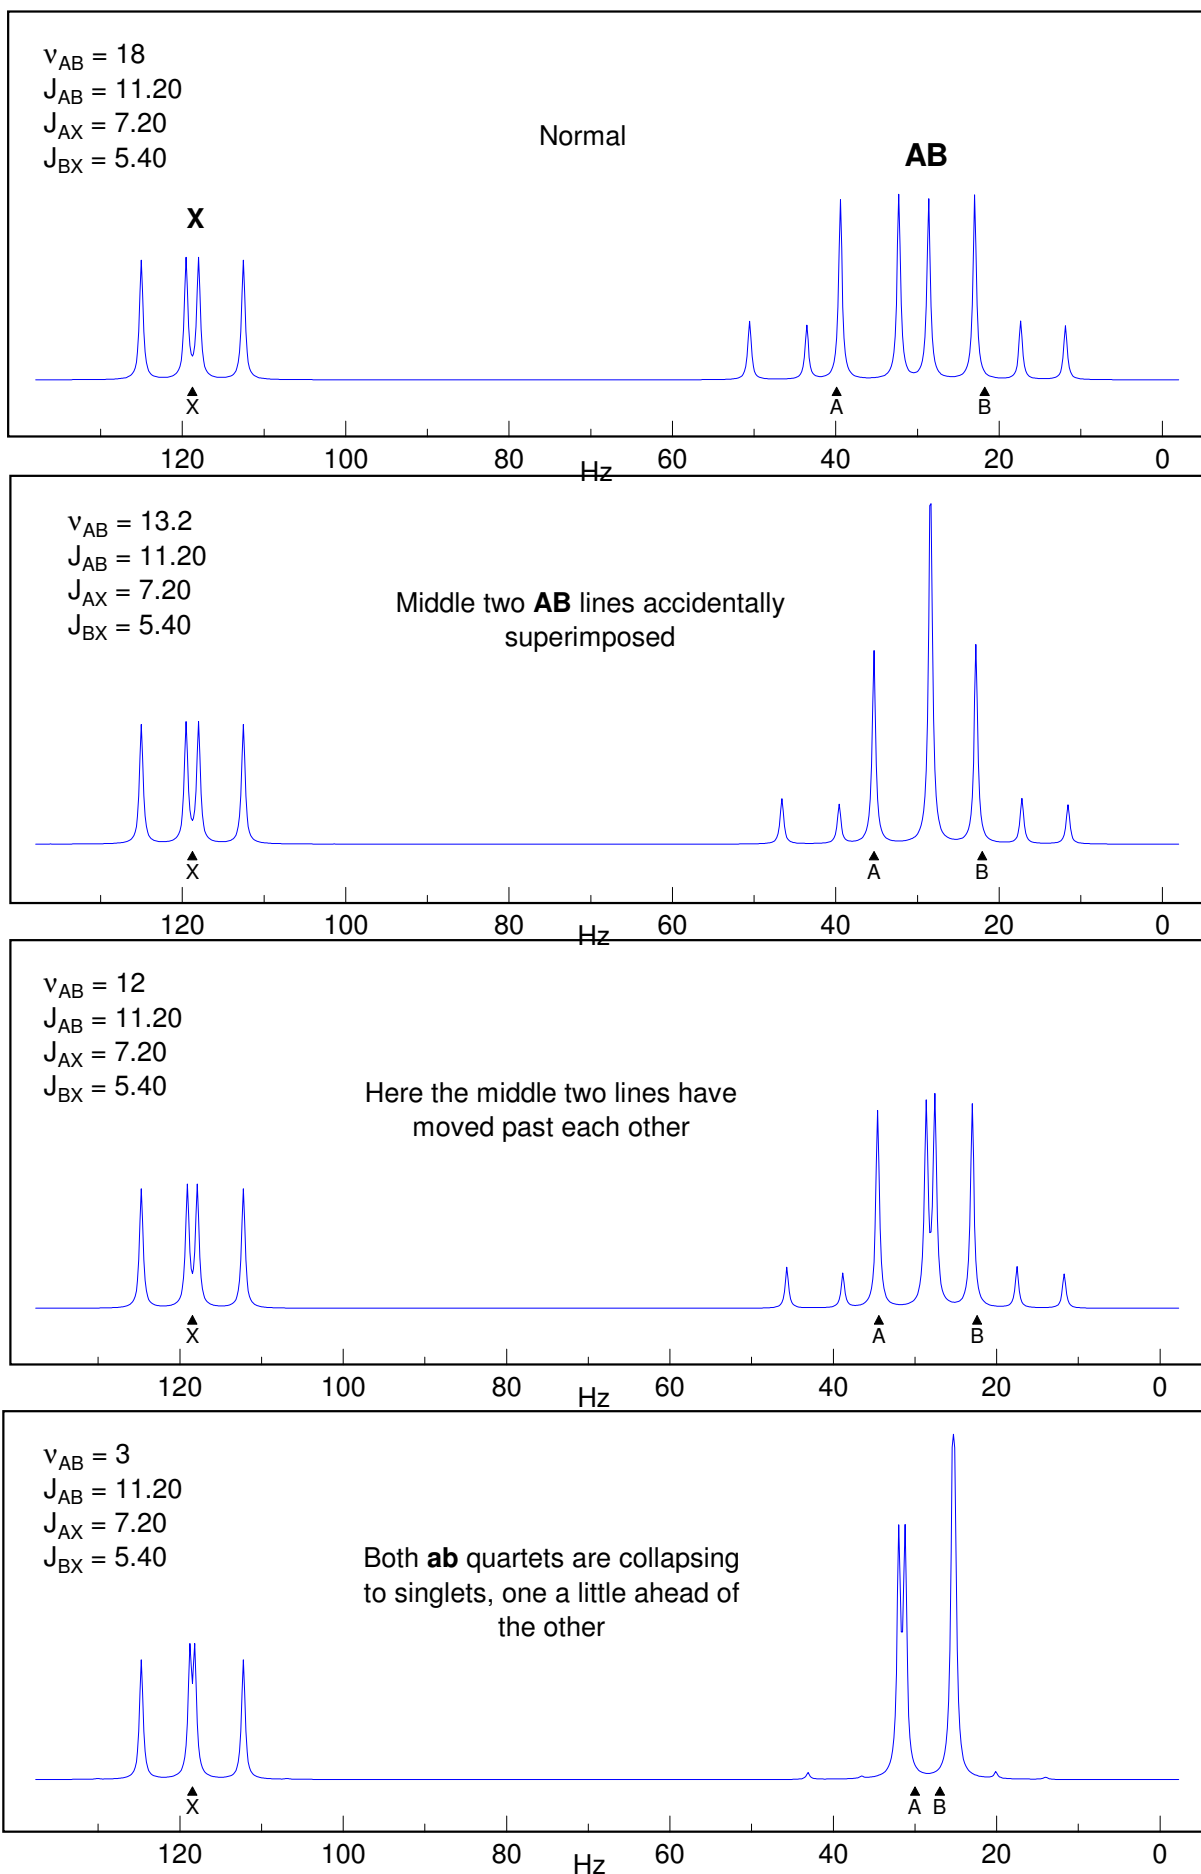 νAB = 18
JAB = 11.20
JAX = 7.20
JBX = 5.40
Normal
AB
X
X
A
B
120 100 80 60 40 20 0
Hz
νAB = 13.2
JAB = 11.20
JAX = 7.20
JBX = 5.40
Middle two AB lines accidentally
superimposed
X
A
B
120 100 80 60 40 20 0
Hz
νAB = 12
JAB = 11.20
JAX = 7.20
JBX = 5.40
Here the middle two lines have
moved past each other
X
A
B
120 100 80 60 40 20 0
Hz
νAB = 3
JAB = 11.20
JAX = 7.20
JBX = 5.40
Both ab quartets are collapsing
to singlets, one a little ahead of
the other
X
A
B
120 100 80 60 40 20 0
Hz